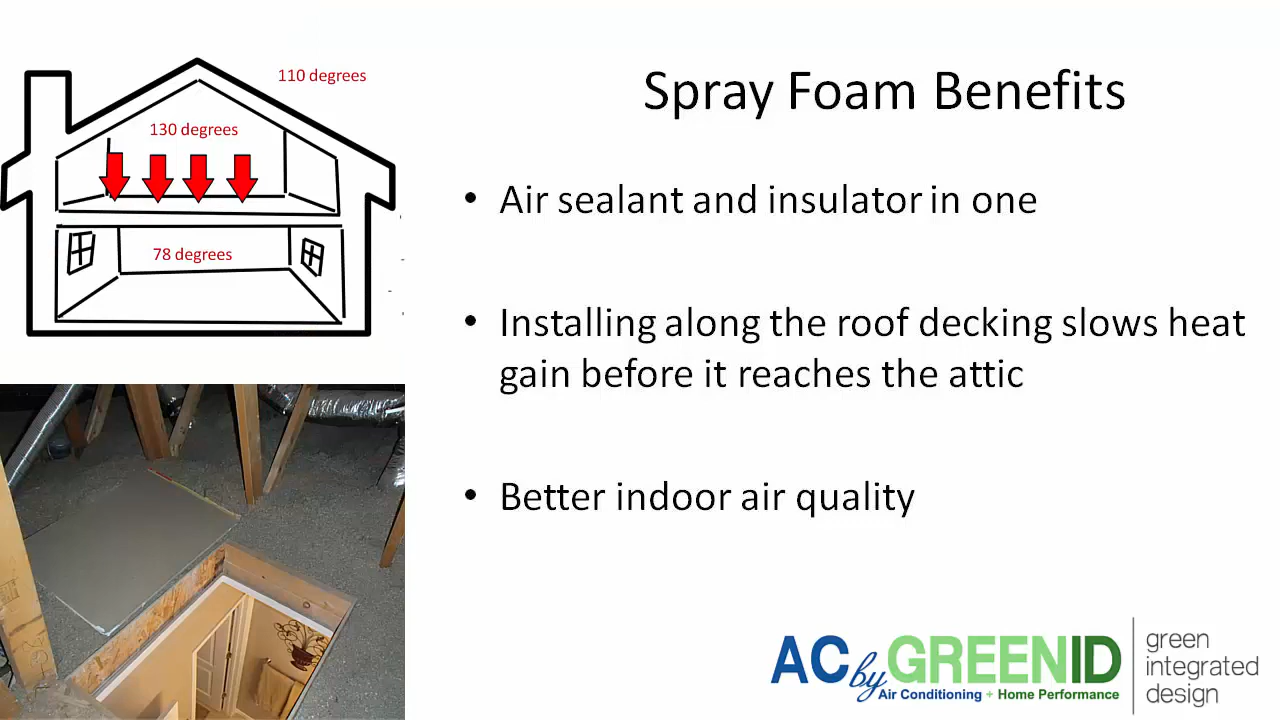 110 degrees
130 degrees
78 degrees
Spray Foam Benefits
• Air sealant and insulator in one
• Installing along the roof decking slows heat
gain before it reaches the attic
• Better indoor air quality
AC by GREENID
Air Conditioning + Home Performance
green
integrated
design